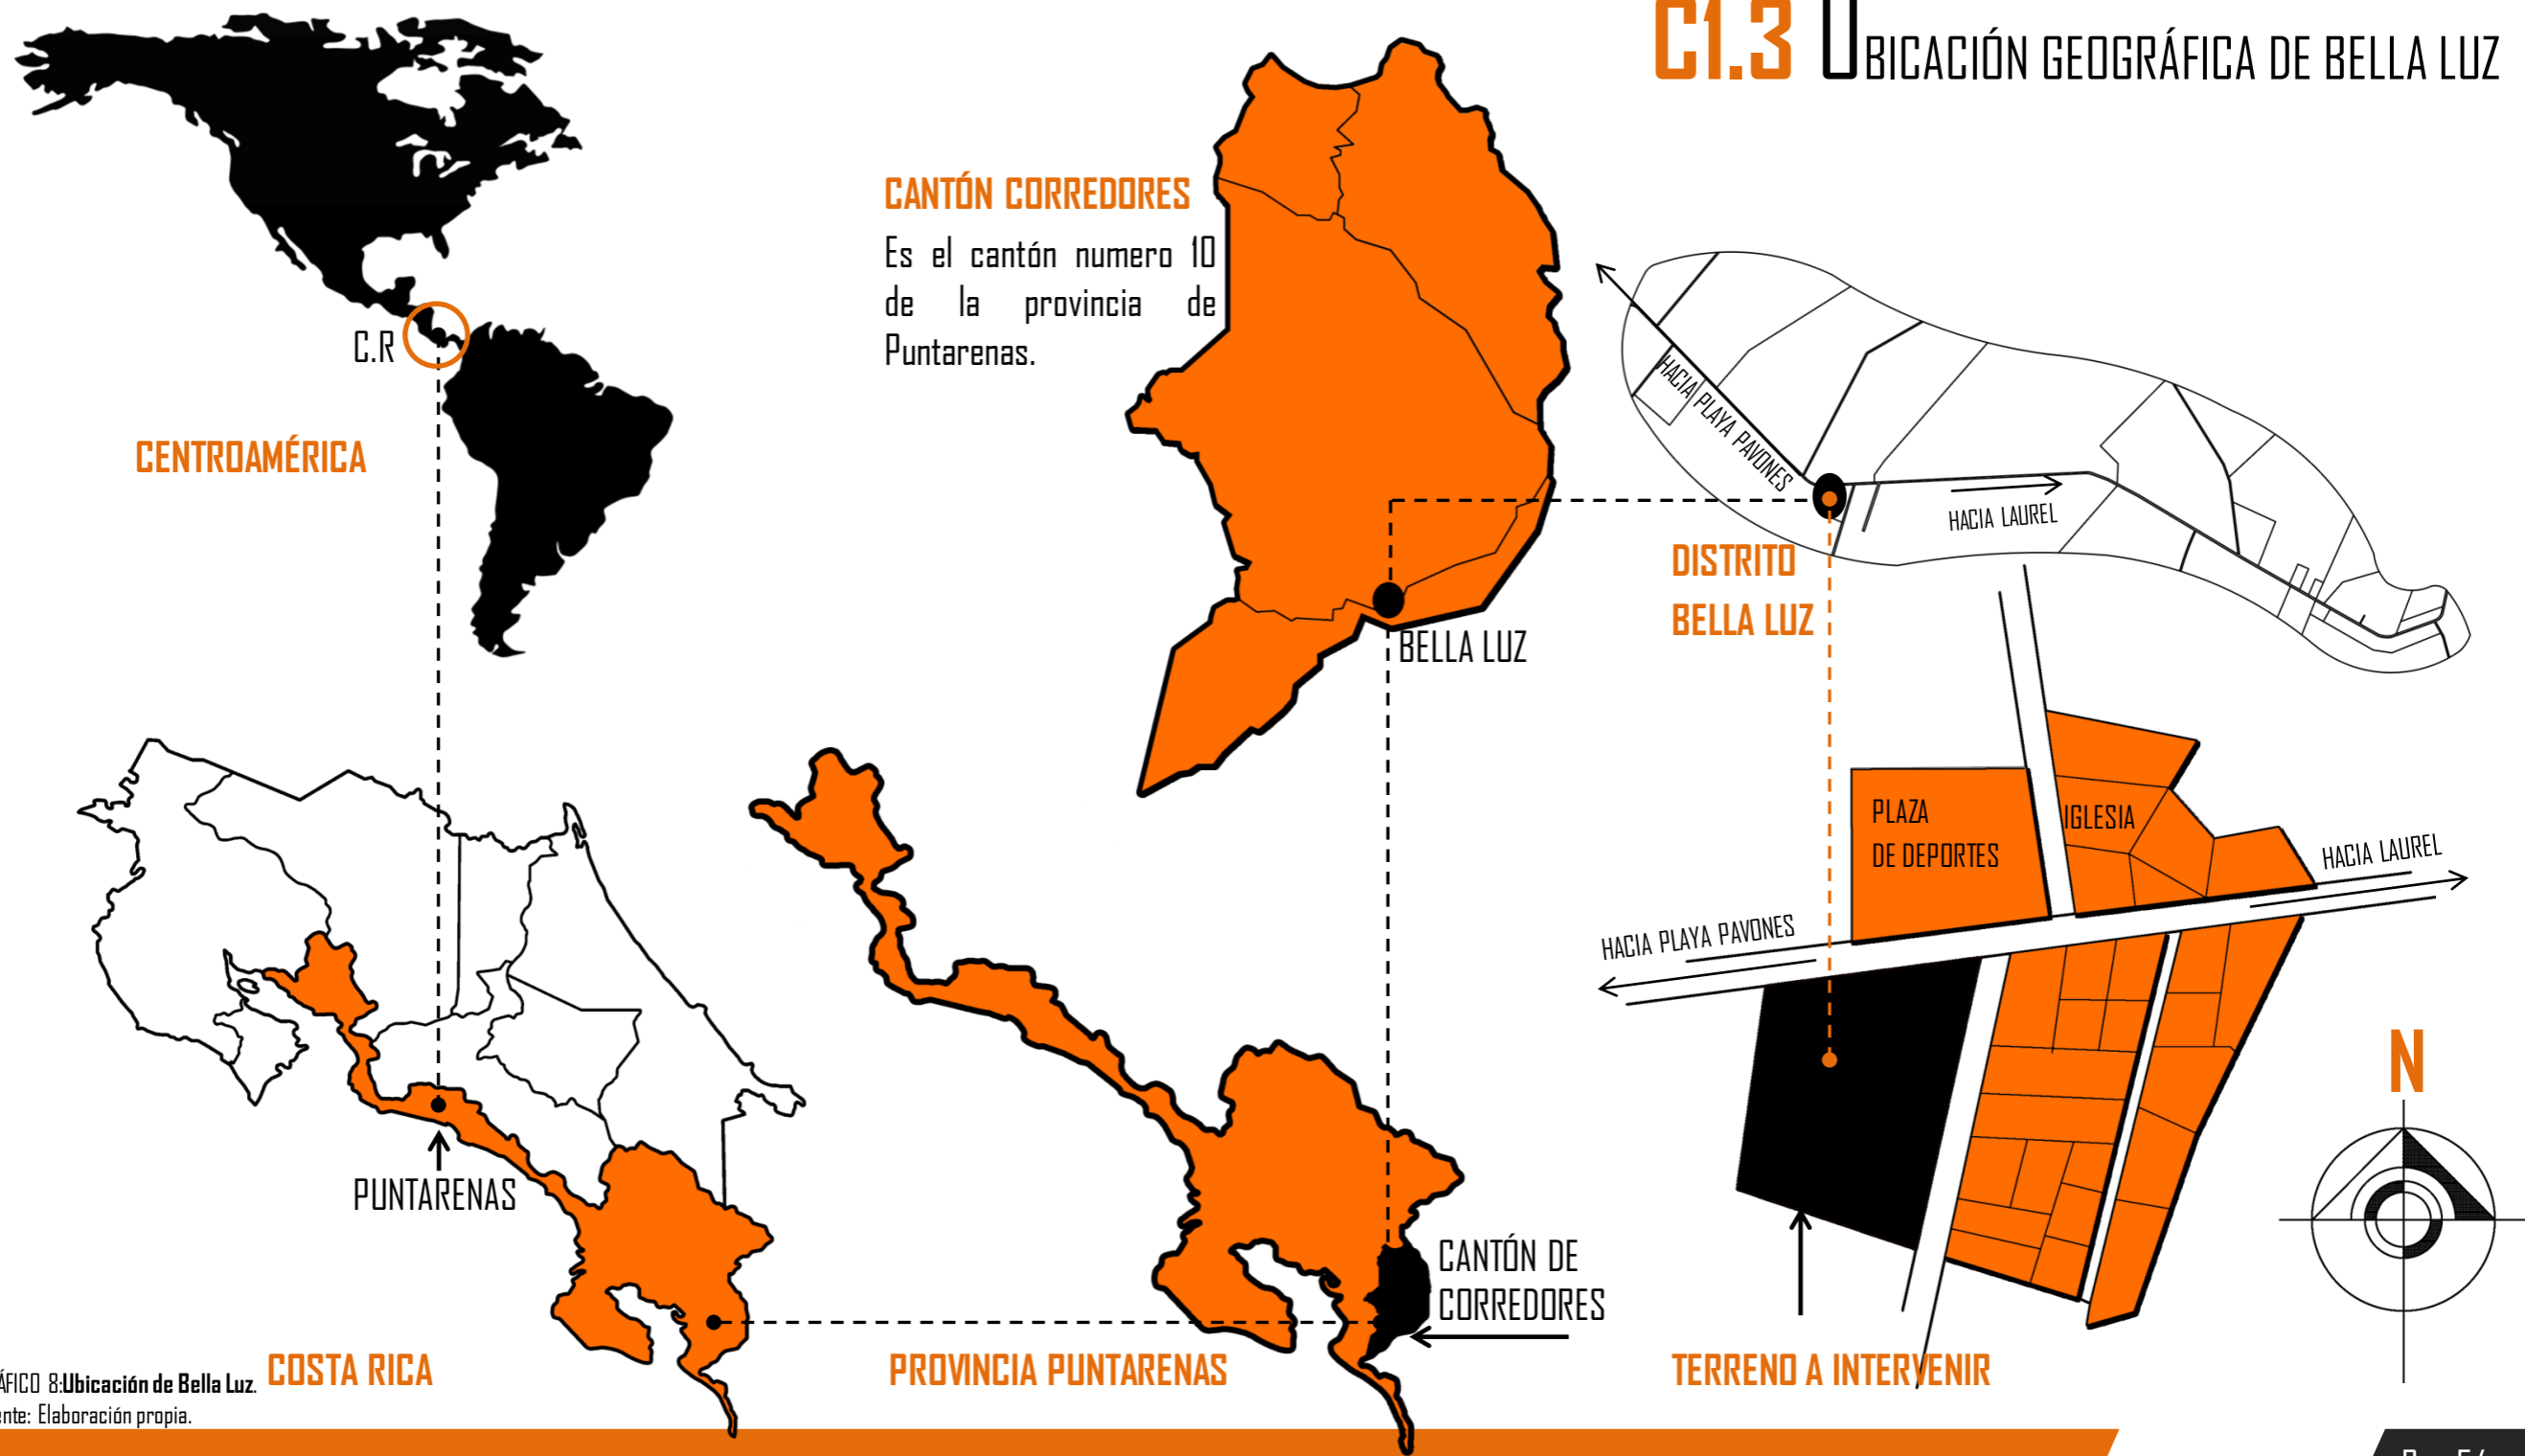 C1.3 UBICACIÓN GEOGRÁFICA DE BELLA LUZ
C.R
CENTROAMÉRICA
CANTÓN CORREDORES
Es el cantón numero 10
de la provincia de
Puntarenas.
BELLA LUZ
HACIA PLAYA PAVONES
HACIA LAUREL
DISTRITO
BELLA LUZ
PLAZA
DE DEPORTES
IGLESIA
HACIA LAUREL
HACIA PLAYA PAVONES
N
TERRENO A INTERVENIR
PUNTARENAS
COSTA RICA
CANTÓN DE
CORREDORES
PROVINCIA PUNTARENAS
ÁFICO 8:Ubicación de Bella Luz.
ente: Elaboración propia.